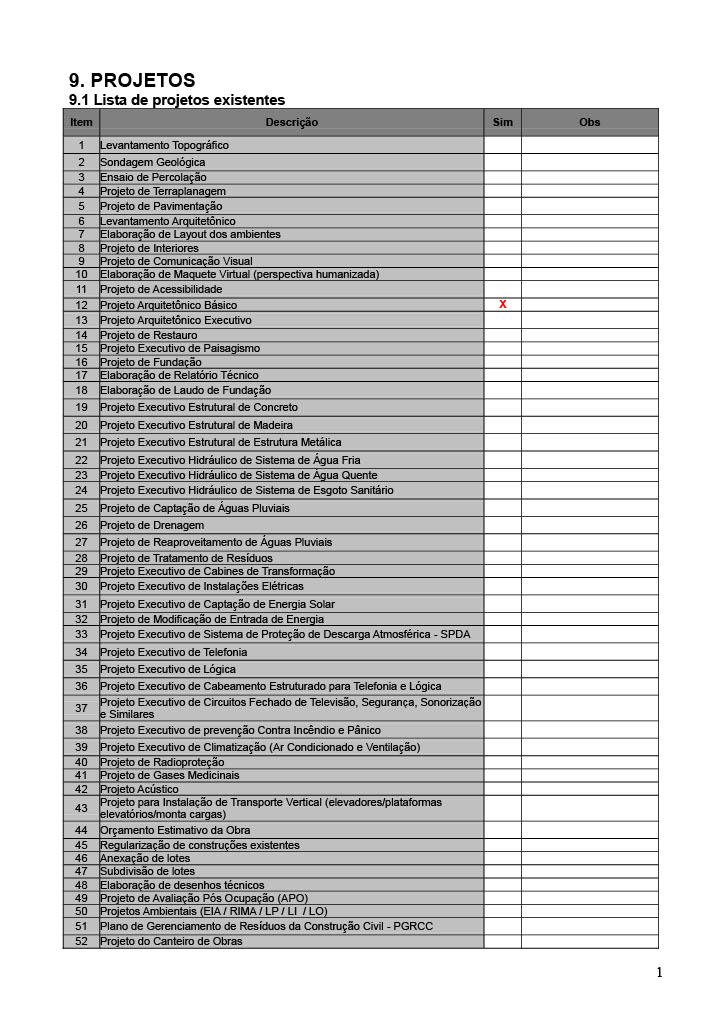 9. PROJETOS
9.1 Lista de projetos existentes
Item Descrição Sim Obs
1 Levantamento Topográfico
2 Sondagem Geológica
3 Ensaio de Percolação
4 Projeto de Terraplanagem
5 Projeto de Pavimentação
6 Levantamento Arquitetônico
7 Elaboração de Layout dos ambientes
8 Projeto de Interiores
9 Projeto de Comunicação Visual
10 Elaboração de Maquete Virtual (perspectiva humanizada)
11 Projeto de Acessibilidade
12 Projeto Arquitetônico Básico X
13 Projeto Arquitetônico Executivo
14 Projeto de Restauro
15 Projeto Executivo de Paisagismo
16 Projeto de Fundação
17 Elaboração de Relatório Técnico
18 Elaboração de Laudo de Fundação
19 Projeto Executivo Estrutural de Concreto
20 Projeto Executivo Estrutural de Madeira
21 Projeto Executivo Estrutural de Estrutura Metálica
22 Projeto Executivo Hidráulico de Sistema de Água Fria
23 Projeto Executivo Hidráulico de Sistema de Água Quente
24 Projeto Executivo Hidráulico de Sistema de Esgoto Sanitário
25 Projeto de Captação de Águas Pluviais
26 Projeto de Drenagem
27 Projeto de Reaproveitamento de Águas Pluviais
28 Projeto de Tratamento de Resíduos
29 Projeto Executivo de Cabines de Transformação
30 Projeto Executivo de Instalações Elétricas
31 Projeto Executivo de Captação de Energia Solar
32 Projeto de Modificação de Entrada de Energia
33 Projeto Executivo de Sistema de Proteção de Descarga Atmosférica - SPDA
34 Projeto Executivo de Telefonia
35 Projeto Executivo de Lógica
36 Projeto Executivo de Cabeamento Estruturado para Telefonia e Lógica
37 Projeto Executivo de Circuitos Fechado de Televisão, Segurança, Sonorização
e Similares
38 Projeto Executivo de prevenção Contra Incêndio e Pânico
39 Projeto Executivo de Climatização (Ar Condicionado e Ventilação)
40 Projeto de Radioproteção
41 Projeto de Gases Medicinais
42 Projeto Acústico
43 Projeto para Instalação de Transporte Vertical (elevadores/plataformas
elevatórios/monta cargas)
44 Orçamento Estimativo da Obra
45 Regularização de construções existentes
46 Anexação de lotes
47 Subdivisão de lotes
48 Elaboração de desenhos técnicos
49 Projeto de Avaliação Pós Ocupação (APO)
50 Projetos Ambientais (EIA / RIMA / LP / LI / LO)
51 Plano de Gerenciamento de Resíduos da Construção Civil - PGRCC
52 Projeto do Canteiro de Obras
1